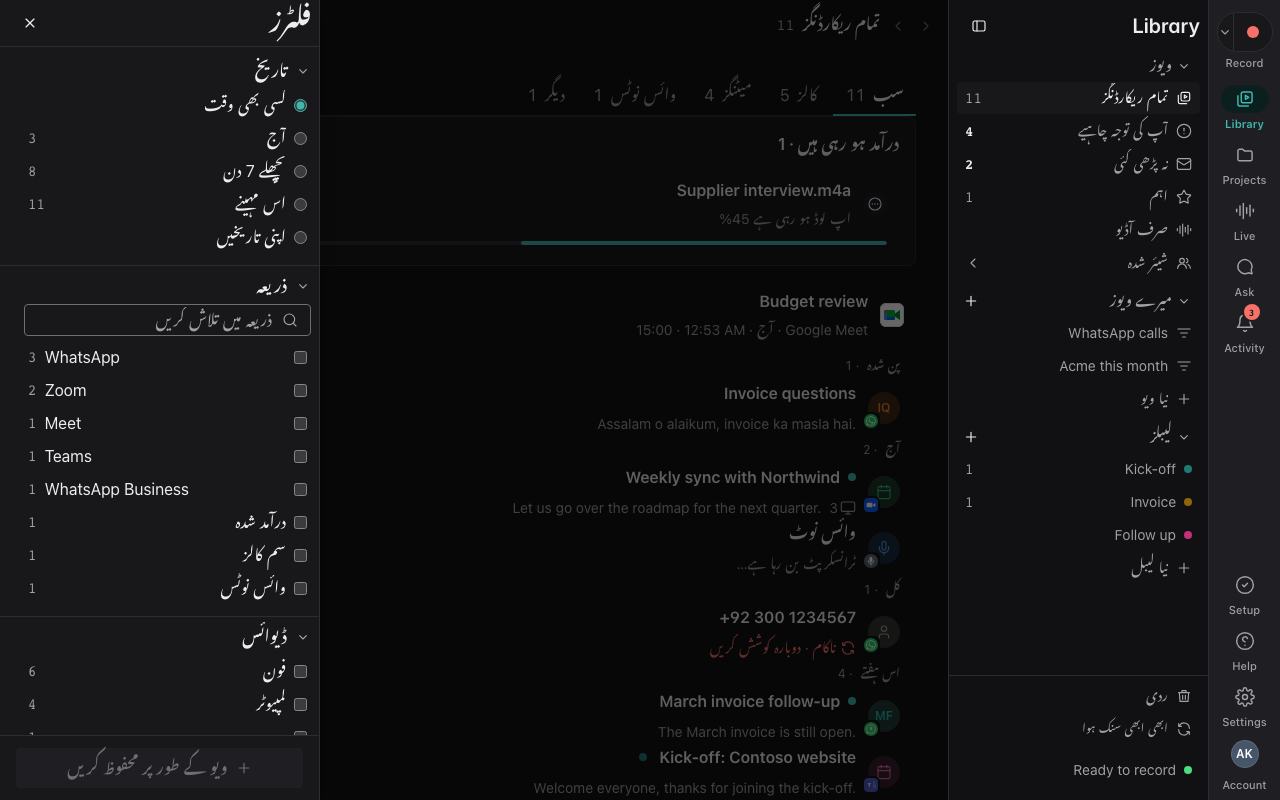 Record
Library
Projects
Live
Ask
3
Activity
Setup
Help
Settings
AK
Account
Library
ویوز
تمام ریکارڈنگز 11
آپ کی توجہ چاہیے 4
نہ پڑھی گئی 2
اہم 1
صرف آڈیو
شیئر شدہ
میرے ویوز
WhatsApp calls
Acme this month
نیا ویو
لیبلز
Kick-off 1
Invoice 1
Follow up
نیا لیبل
ردی
ابھی ابھی سنک ہوا
Ready to record
تمام ریکارڈنگز 11
سب 11 کالز 5 میٹنگز 4 وائس نوٹس 1 دیگر 1
درآمد ہو رہی ہیں · 1
Supplier interview.m4a
اپ لوڈ ہو رہی ہے 45%
Budget review
Google Meet · آج · 12:53 AM · 15:00
پن شدہ · 1
Invoice questions
IQ
Assalam o alaikum, invoice ka masla hai.
آج · 2
Weekly sync with Northwind
Let us go over the roadmap for the next quarter. 3
وائس نوٹ
ٹرانسکرپٹ بن رہا ہے...
کل · 1
+92 300 1234567
ناکام · دوبارہ کوشش کریں
اس ہفتے · 4
March invoice follow-up
MF
The March invoice is still open.
Kick-off: Contoso website
Welcome everyone, thanks for joining the kick-off.
فلٹرز
تاریخ
کسی بھی وقت
آج 3
پچھلے 7 دن 8
اس مہینے 11
اپنی تاریخیں
ذریعہ
ذریعہ میں تلاش کریں
WhatsApp 3
Zoom 2
Meet 1
Teams 1
WhatsApp Business 1
درآمد شدہ 1
سم کالز 1
وائس نوٹس 1
ڈیوائس
فون 6
کمپیوٹر 4
ویو کے طور پر محفوظ کریں